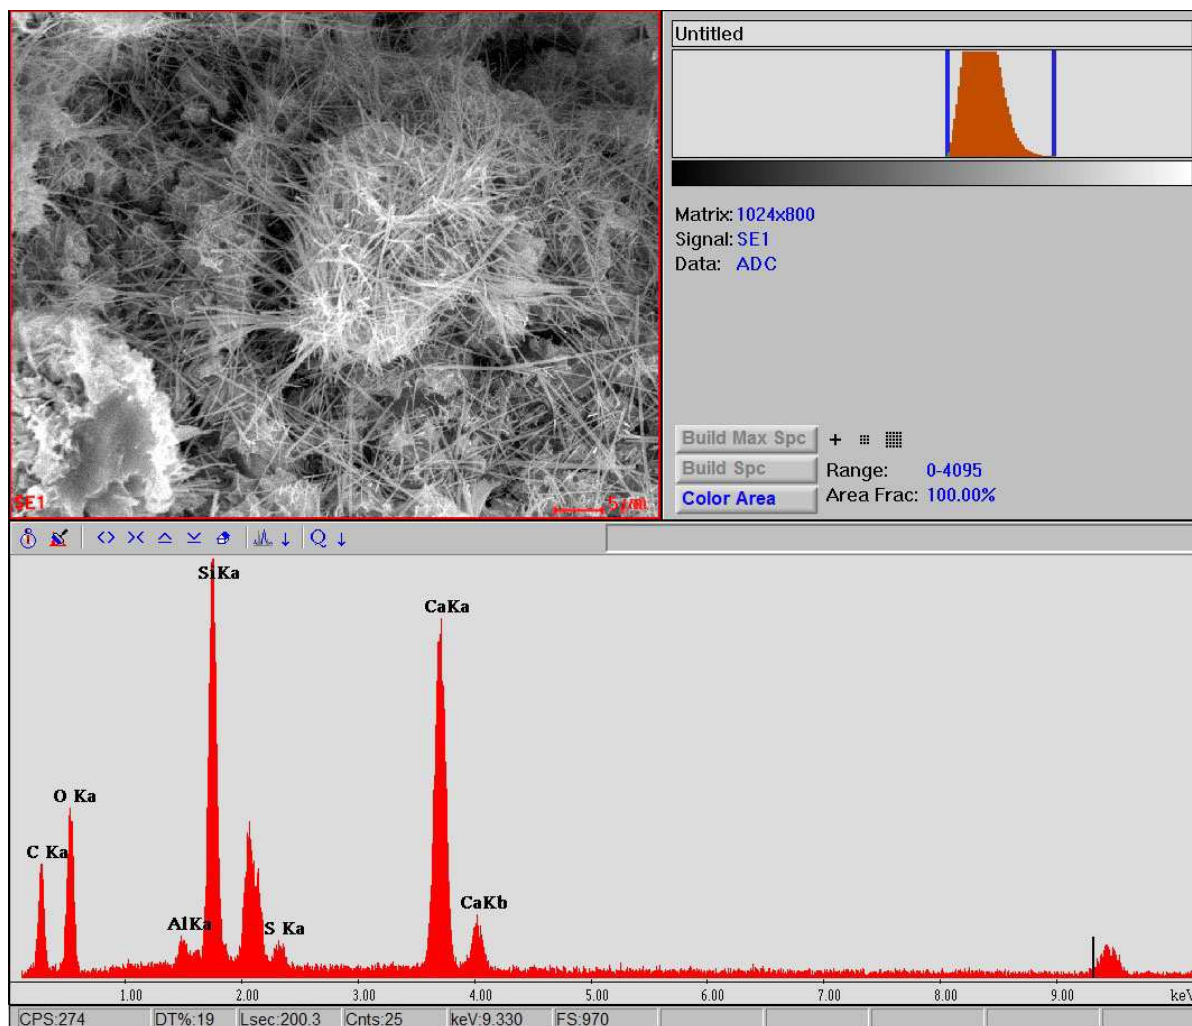 Untitled
Matrix: 1024x800
Signal: SE1
Data: ADC
Build Max Spc
Build Spc
Range: 0-4095
Color Area
Area Frac: 100.00%
SE1
5µm
Q
SiKa
CaKa
O Ka
C Ka
AlKa
S Ka
CaKb
1.00 2.00 3.00 4.00 5.00 6.00 7.00 8.00 9.00 keV
CPS:274 DT%:19 Lsec:200.3 Cnts:25 keV:9.330 FS:970